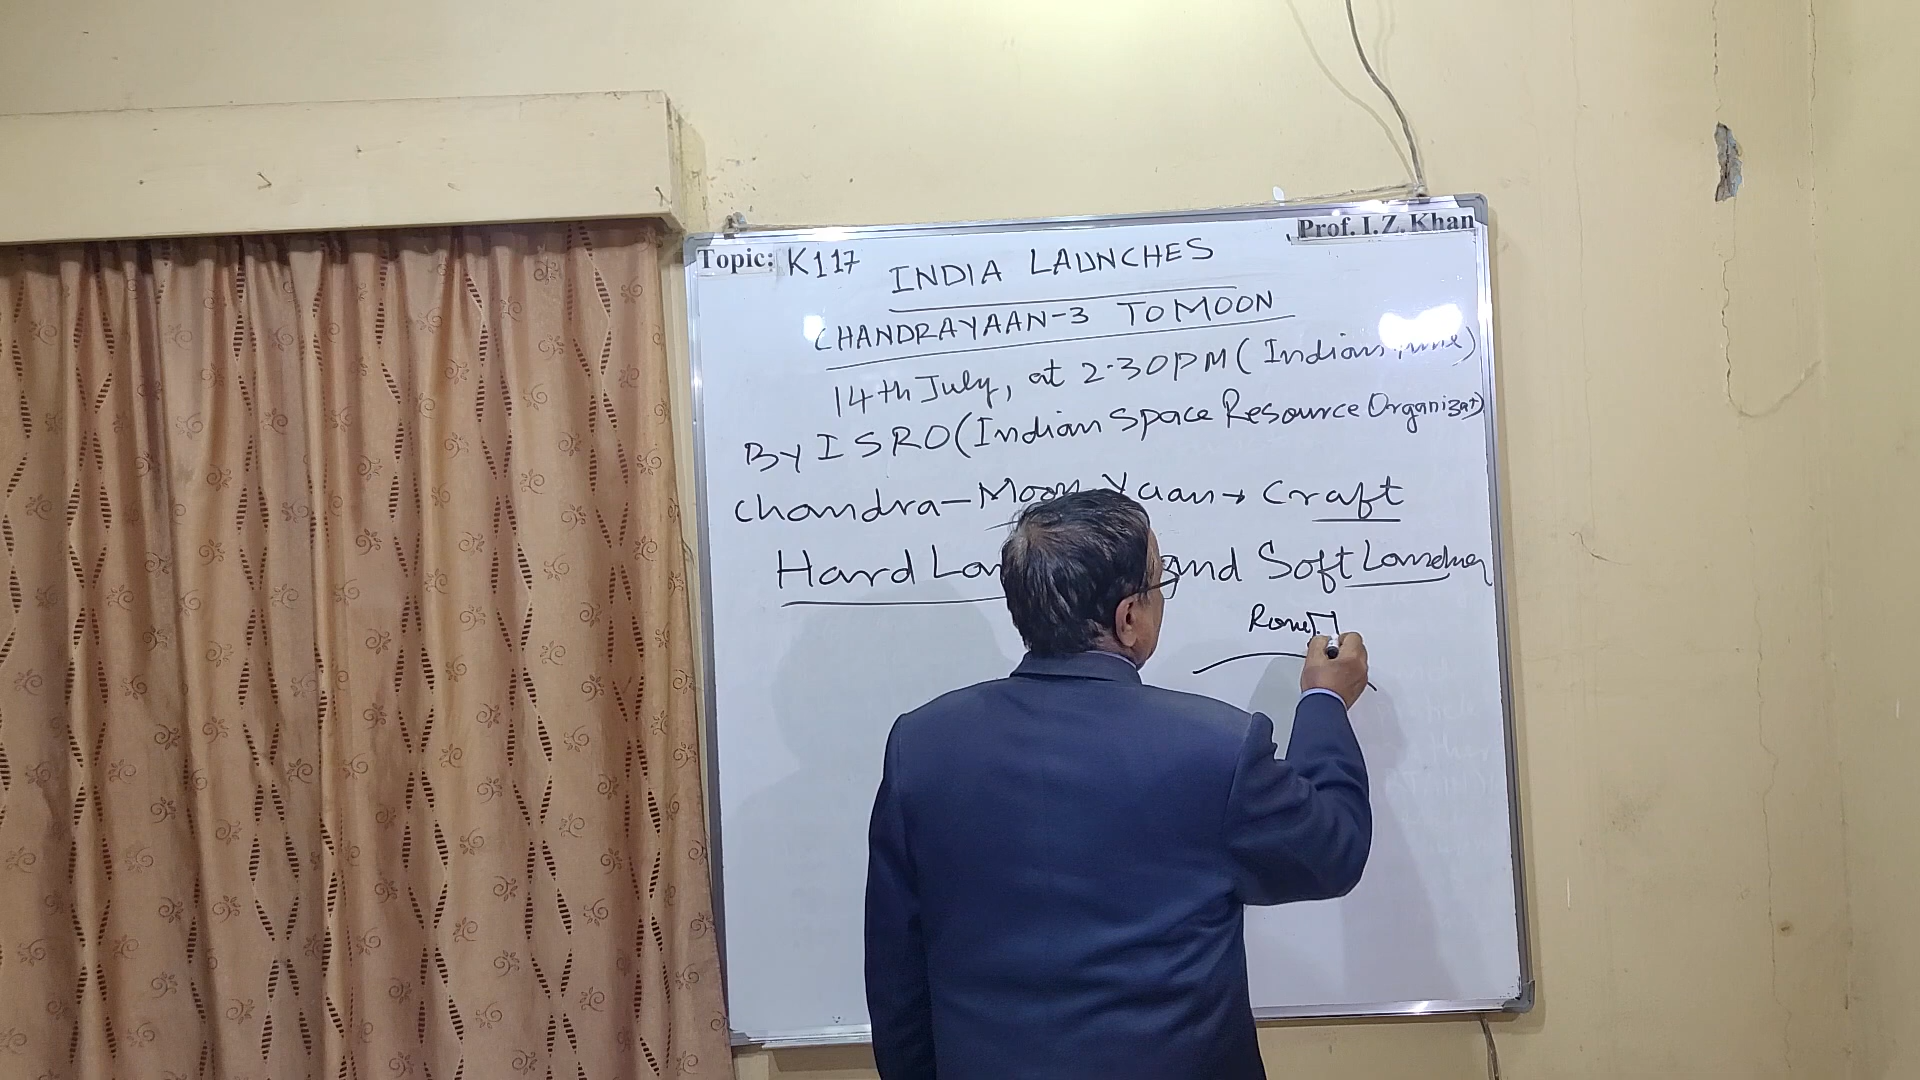 Prof. I.Z. Khan
Topic: K117 INDIA LAUNCHES
CHANDRAYAAN-3 TO MOON
14th July, at 2.30PM (Indian
By ISRO (Indian Space Resource Organizat)
Chandra - Moon Yaan → Craft
Hard and Soft